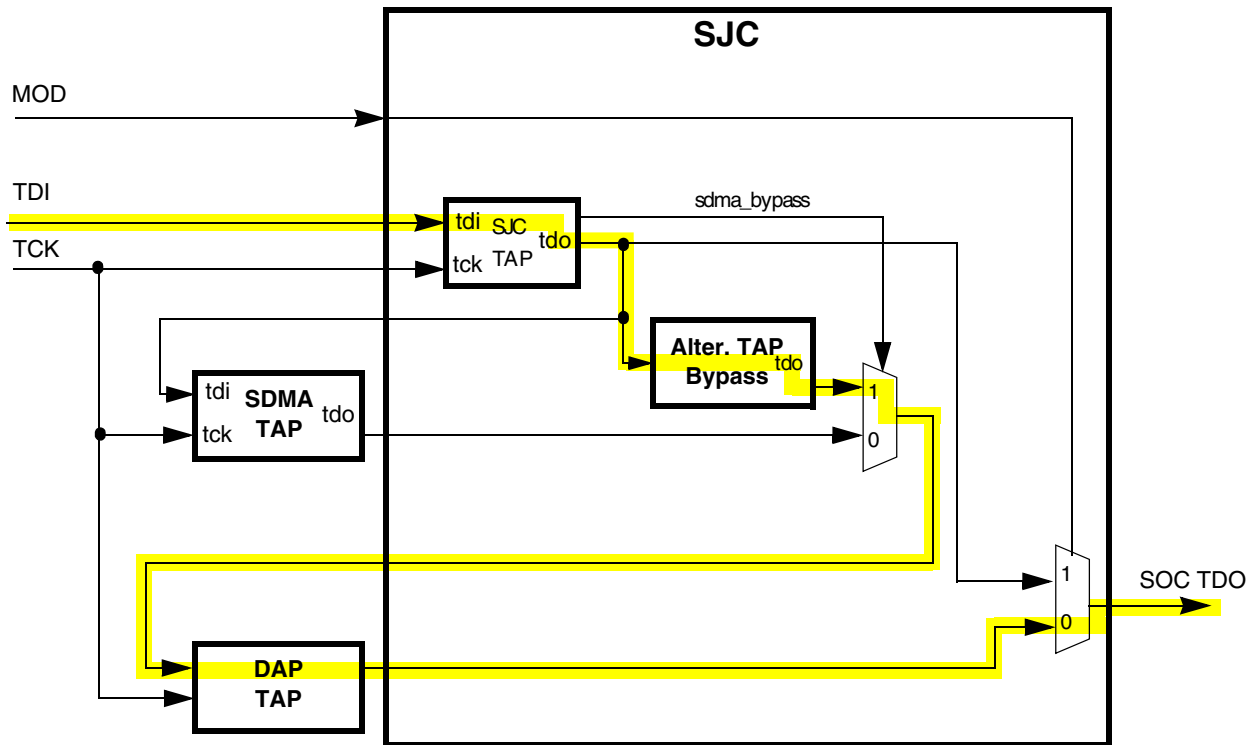 SJC
MOD
TDI
sdma_bypass
tdi SJC
tdo
TCK
tck TAP
Alter. TAP
tdo
Bypass
1
tdi
SDMA
tdo
TAP
tck
0
1
SOC TDO
0
DAP
TAP